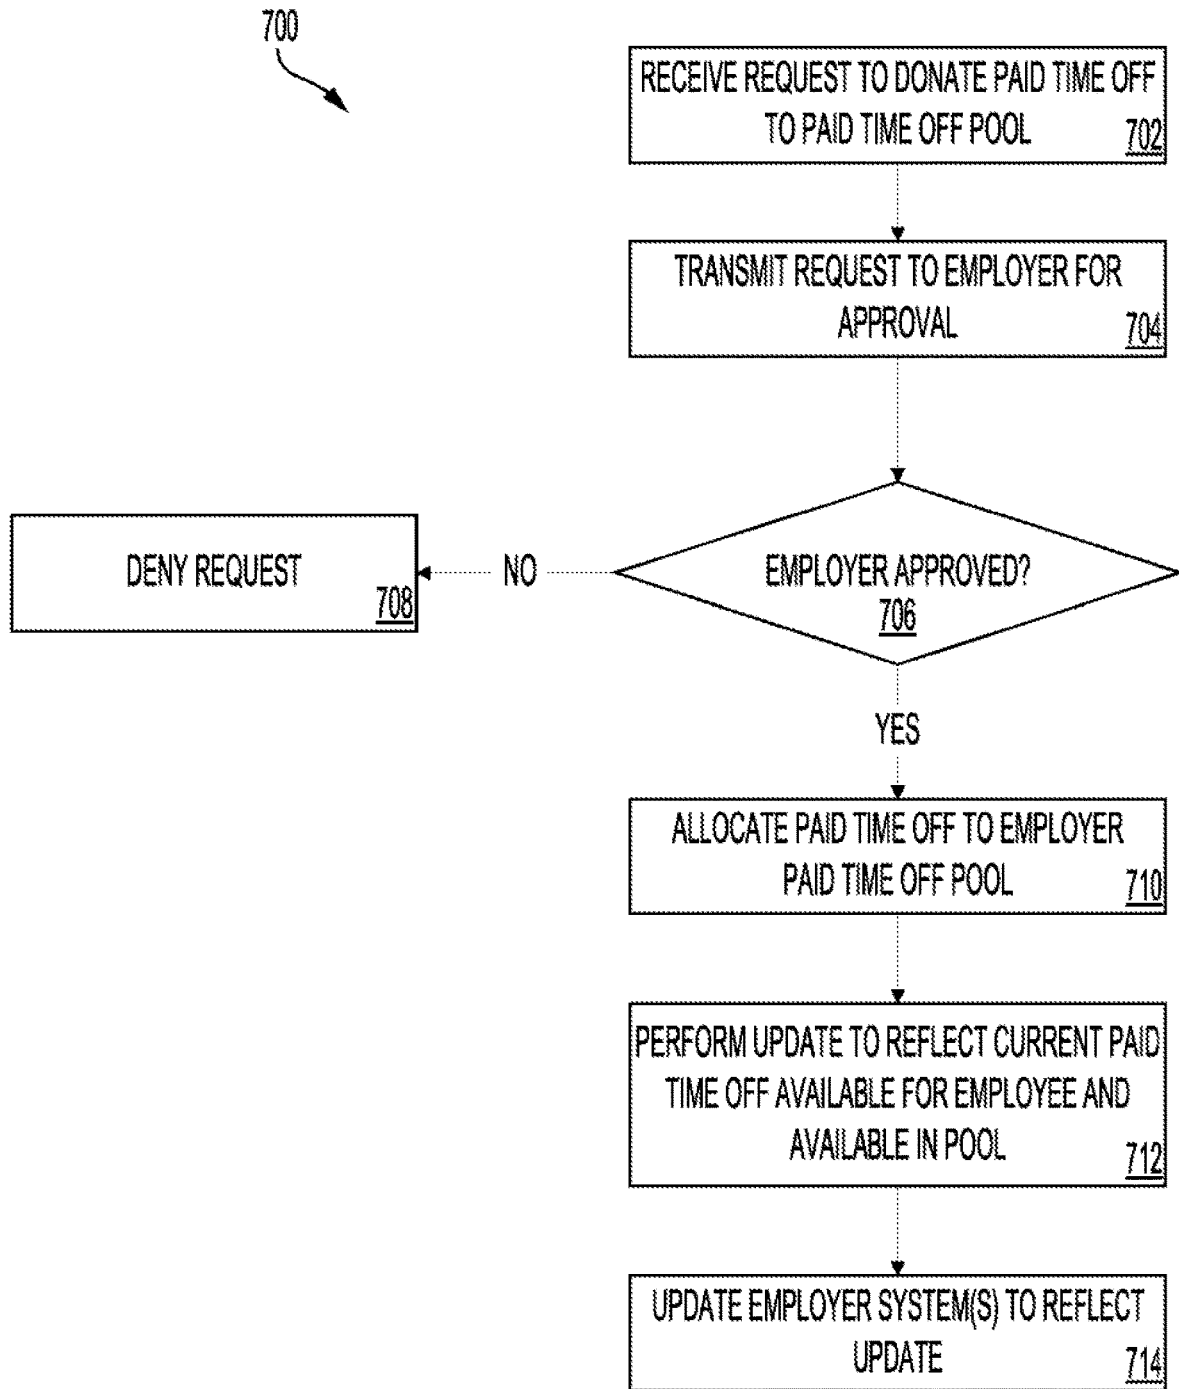 700
RECEIVE REQUEST TO DONATE PAID TIME OFF
TO PAID TIME OFF POOL
702
TRANSMIT REQUEST TO EMPLOYER FOR
APPROVAL
704
EMPLOYER APPROVED?
706
NO
DENY REQUEST
708
YES
ALLOCATE PAID TIME OFF TO EMPLOYER
PAID TIME OFF POOL
710
PERFORM UPDATE TO REFLECT CURRENT PAID
TIME OFF AVAILABLE FOR EMPLOYEE AND
AVAILABLE IN POOL
712
UPDATE EMPLOYER SYSTEM(S) TO REFLECT
UPDATE
714